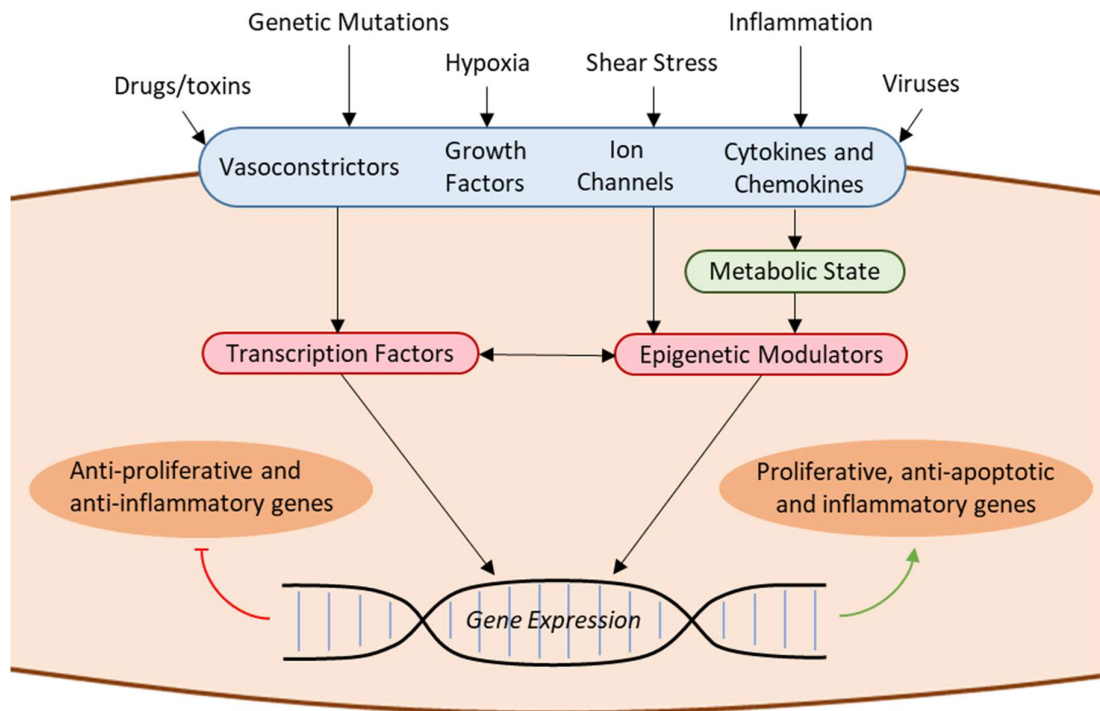 Genetic Mutations
Inflammation
Hypoxia
Shear Stress
Drugs/toxins
Viruses
Vasoconstrictors
Growth
Factors
Ion
Channels
Cytokines and
Chemokines
Metabolic State
Transcription Factors
Epigenetic Modulators
Anti-proliferative and
anti-inflammatory genes
Proliferative, anti-apoptotic
and inflammatory genes
Gene Expression